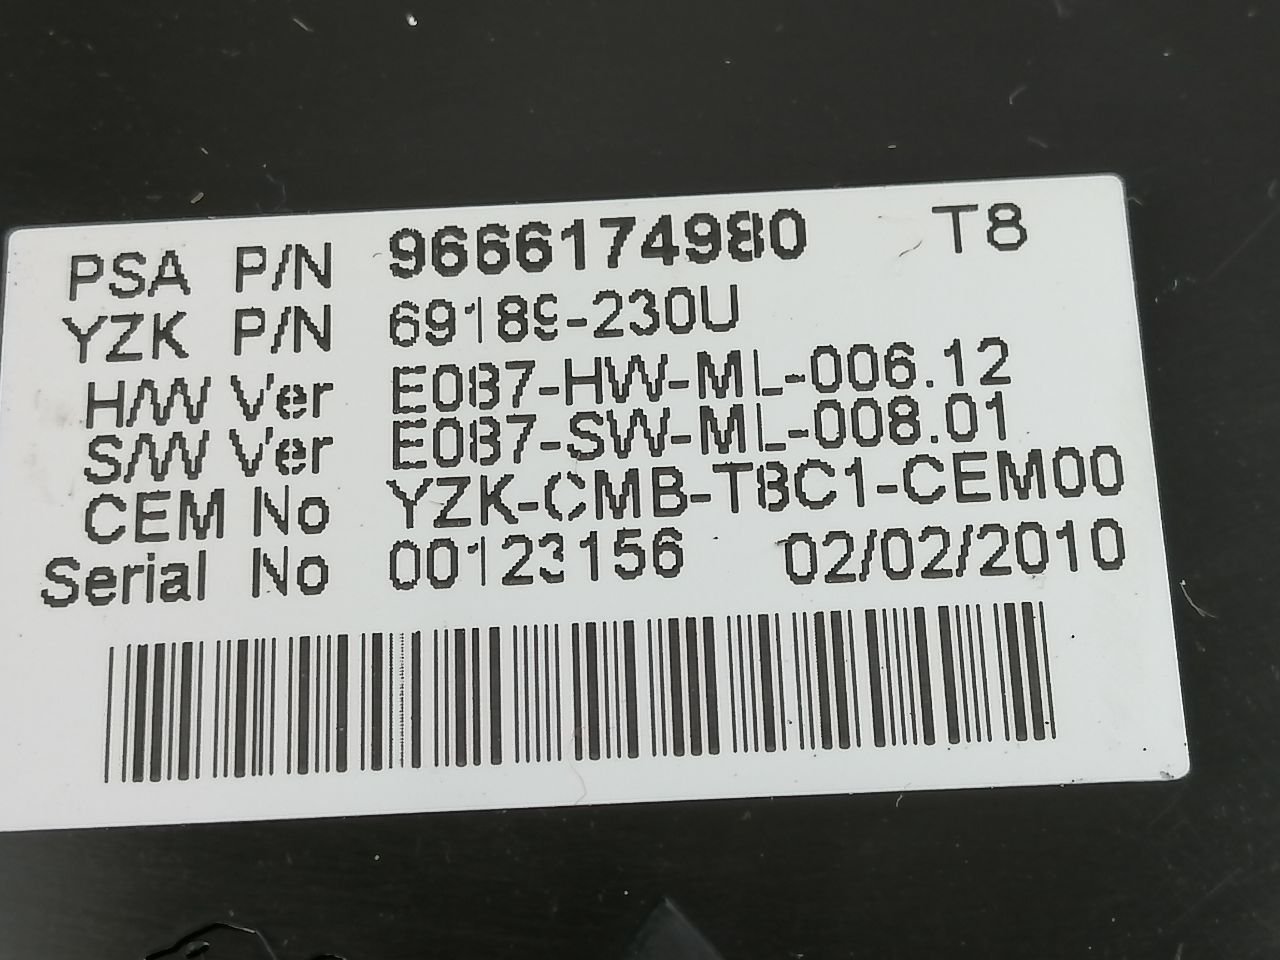 PSA P/N 9666174980 T8
YZK P/N 69189-230U
H/W Ver E087-HW-ML-006.12
S/W Ver E087-SW-ML-008.01
CEM No YZK-CMB-T8C1-CEM00
Serial No 00123156 02/02/2010